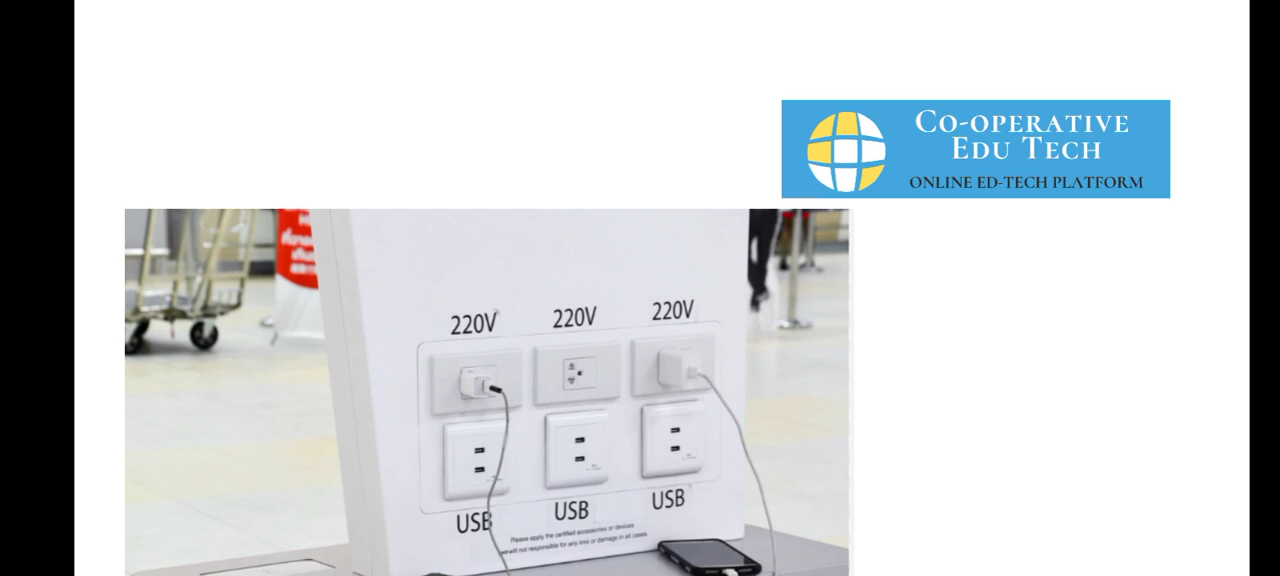 CO-OPERATIVE
EDU TECH
ONLINE ED-TECH PLATFORM
220V 220V 220V
USB USB USB
Please apply the certified accessories or devices
will not responsible for any loss or damage in all cases.